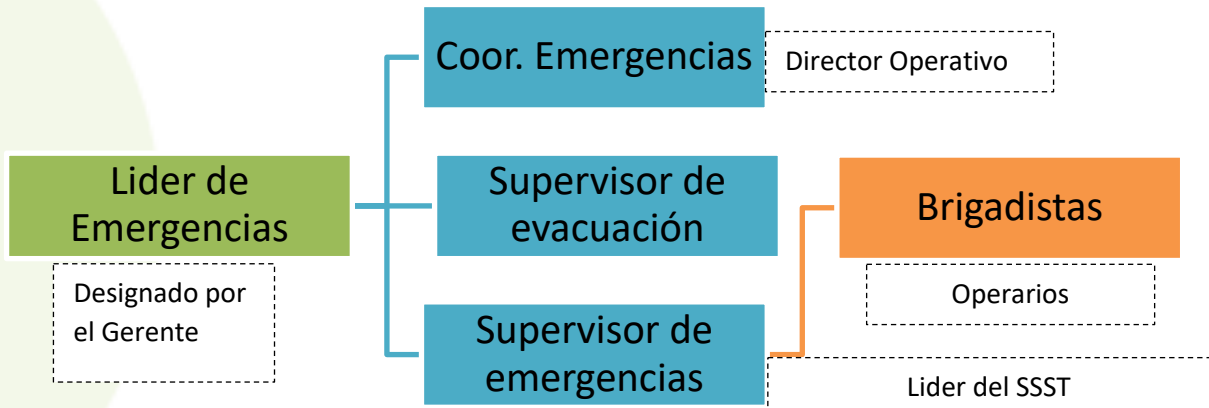 Coor. Emergencias
Director Operativo
Lider de
Emergencias
Designado por
el Gerente
Supervisor de
evacuación
Supervisor de
emergencias
Brigadistas
Operarios
Lider del SSST